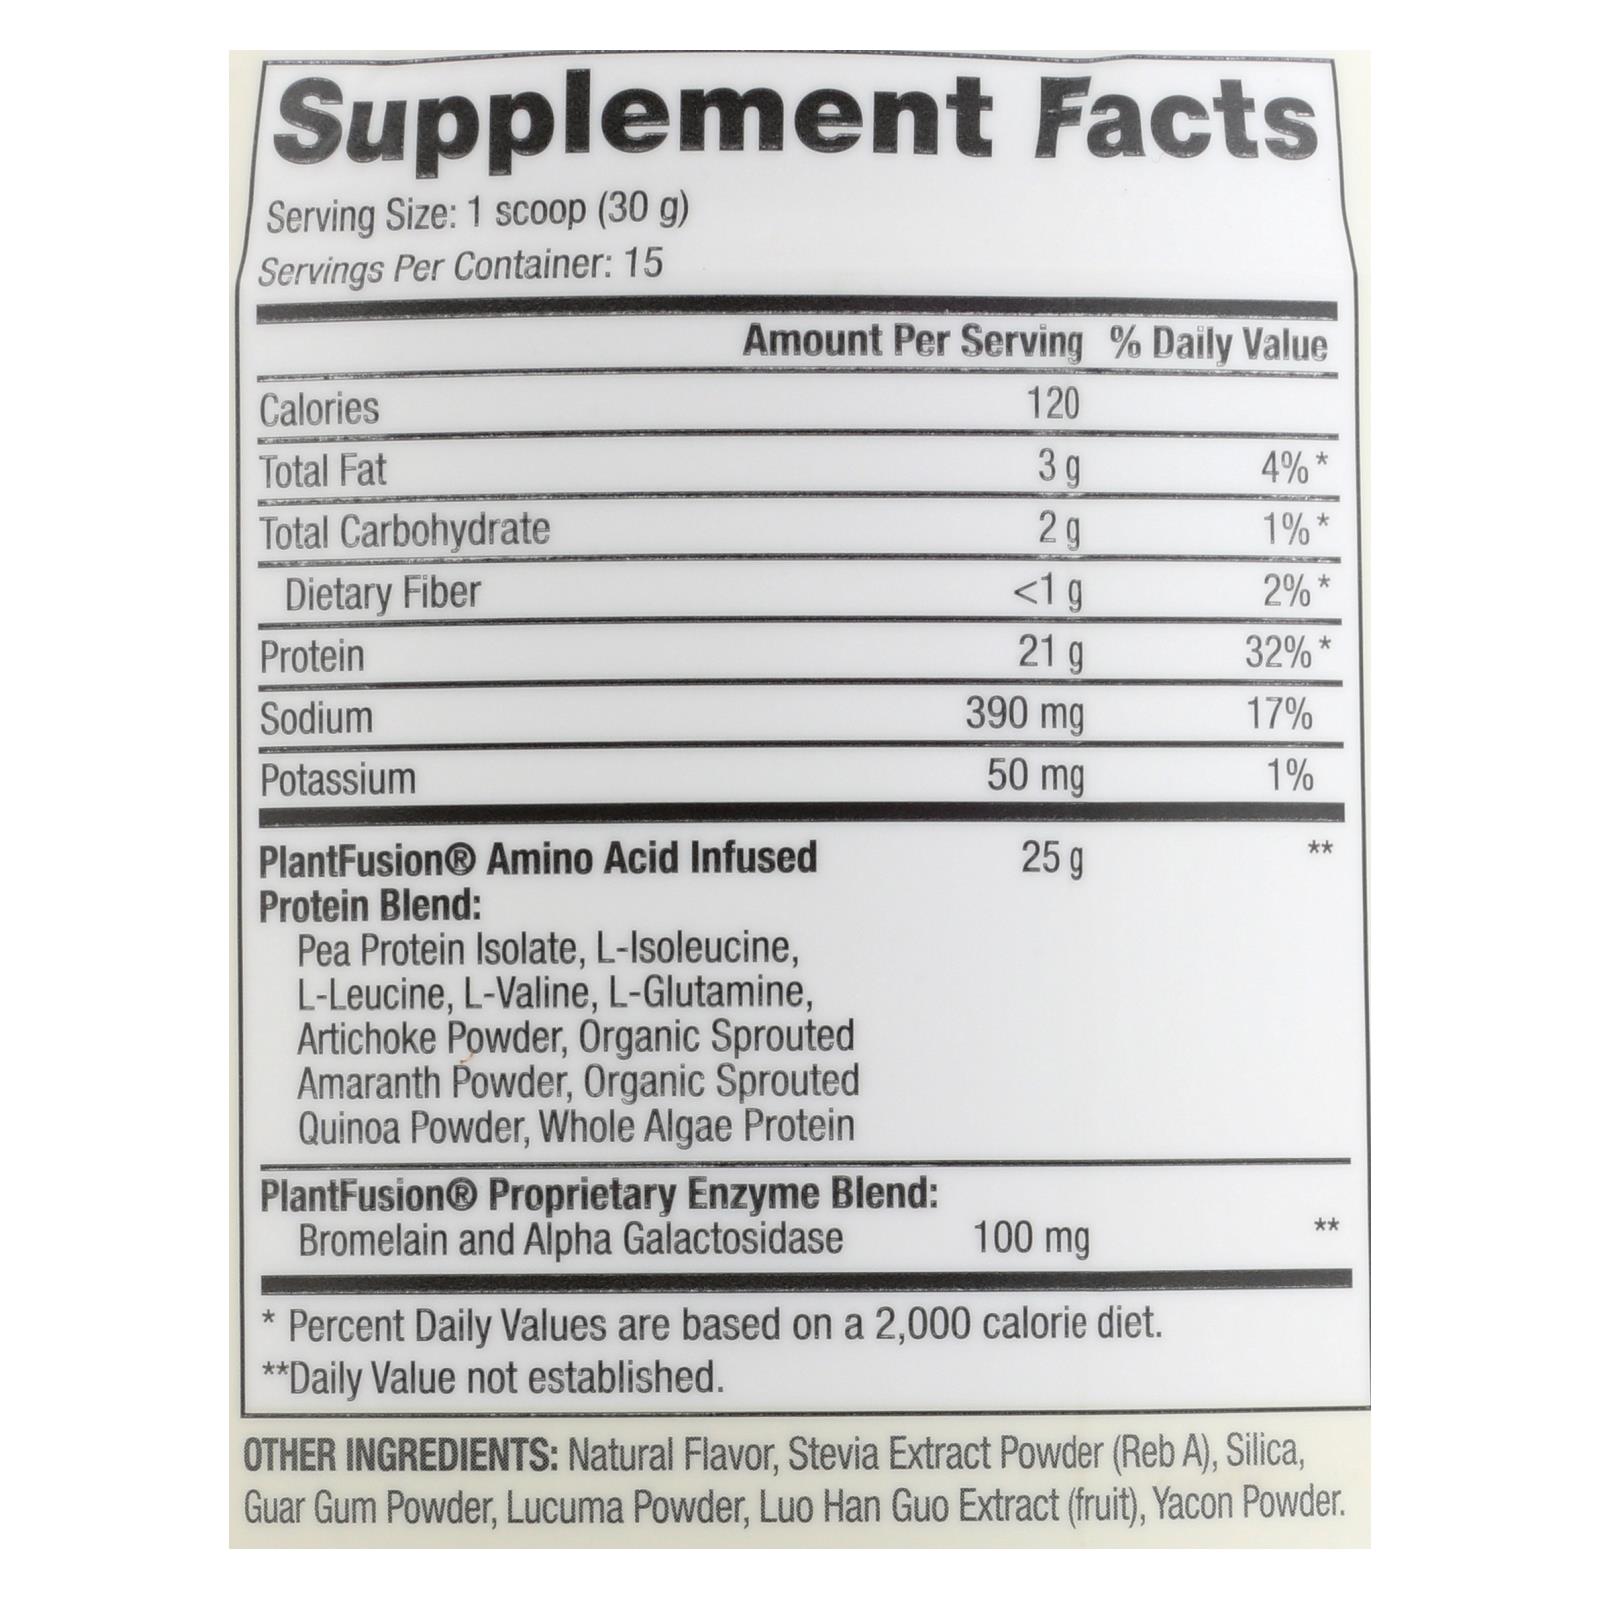 Supplement Facts
Serving Size: 1 scoop (30 g)
Servings Per Container: 15
Amount Per Serving % Daily Value
Calories 120
Total Fat 3 g 4% *
Total Carbohydrate 2 g 1% *
Dietary Fiber <1 g 2% *
Protein 21 g 32% *
Sodium 390 mg 17%
Potassium 50 mg 1%
PlantFusion® Amino Acid Infused 25 g **
Protein Blend:
Pea Protein Isolate, L-Isoleucine,
L-Leucine, L-Valine, L-Glutamine,
Artichoke Powder, Organic Sprouted
Amaranth Powder, Organic Sprouted
Quinoa Powder, Whole Algae Protein
PlantFusion® Proprietary Enzyme Blend:
Bromelain and Alpha Galactosidase 100 mg **
* Percent Daily Values are based on a 2,000 calorie diet.
**Daily Value not established.
OTHER INGREDIENTS: Natural Flavor, Stevia Extract Powder (Reb A), Silica,
Guar Gum Powder, Lucuma Powder, Luo Han Guo Extract (fruit), Yacon Powder.